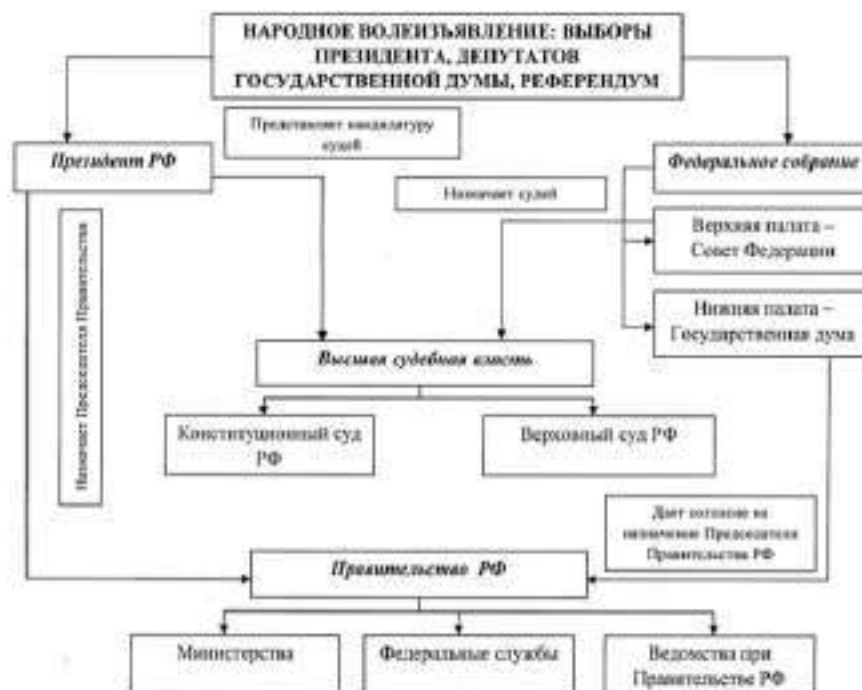 НАРОДНОЕ ВОЛЕИЗЪЯВЛЕНИЕ: ВЫБОРЫ
ПРЕЗИДЕНТА, ДЕПУТАТОВ
ГОСУДАРСТВЕННОЙ ДУМЫ, РЕФЕРЕНДУМ
Представляет кандидатуру
судей
Президент РФ
Федеральное собрание
Назначает судей
Верхняя палата –
Совет Федерации
Назначает Председателя Правительства
Нижняя палата –
Государственная дума
Высшая судебная власть
Конституционный суд
РФ
Верховный суд РФ
Дает согласие на
назначение Председателя
Правительства РФ
Правительство РФ
Министерства
Федеральные службы
Ведомства при
Правительстве РФ